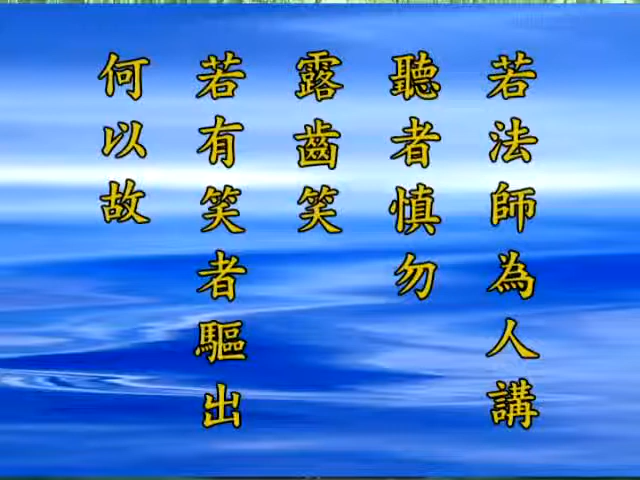 若法師為人講
聽者慎勿
露齒笑
若有笑者驅出
何以故